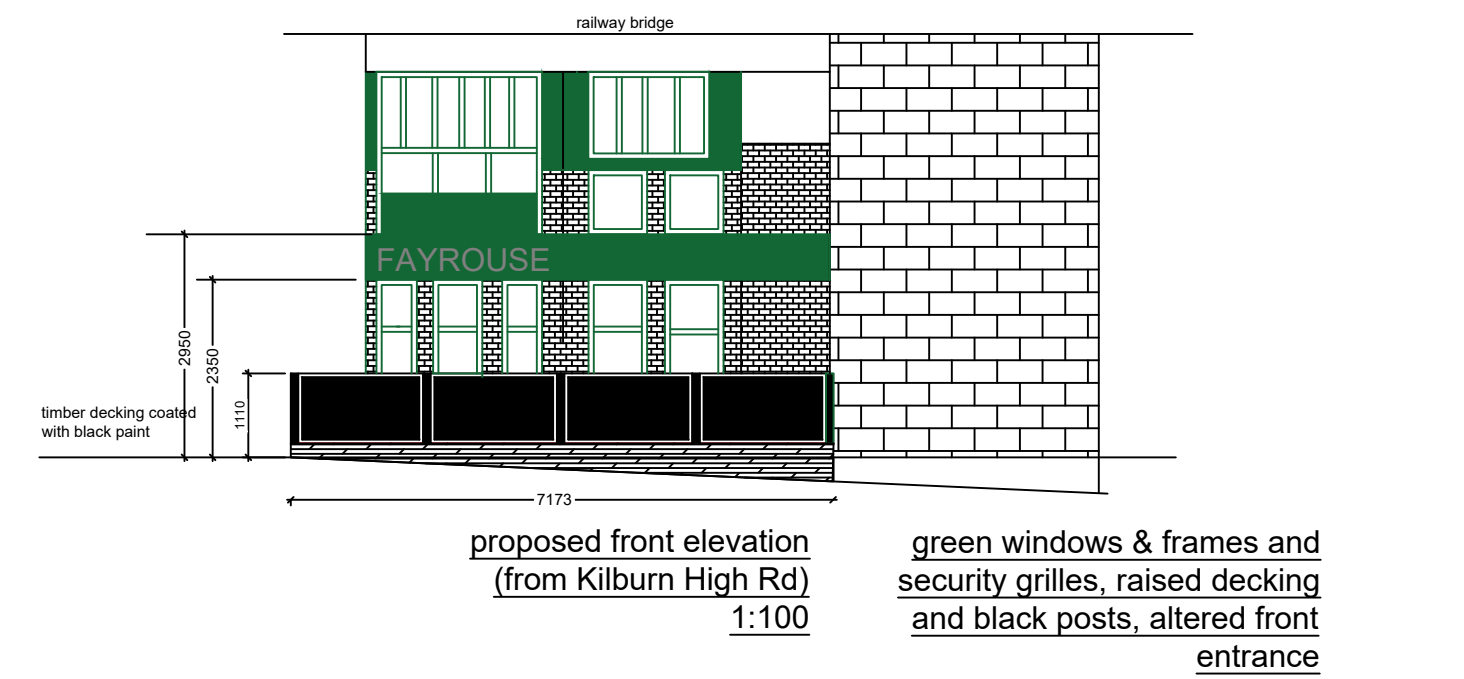 railway bridge
FAYROUSE
2950
2350
1110
timber decking coated
with black paint
7173
proposed front elevation
(from Kilburn High Rd)
1:100
green windows & frames and
security grilles, raised decking
and black posts, altered front
entrance